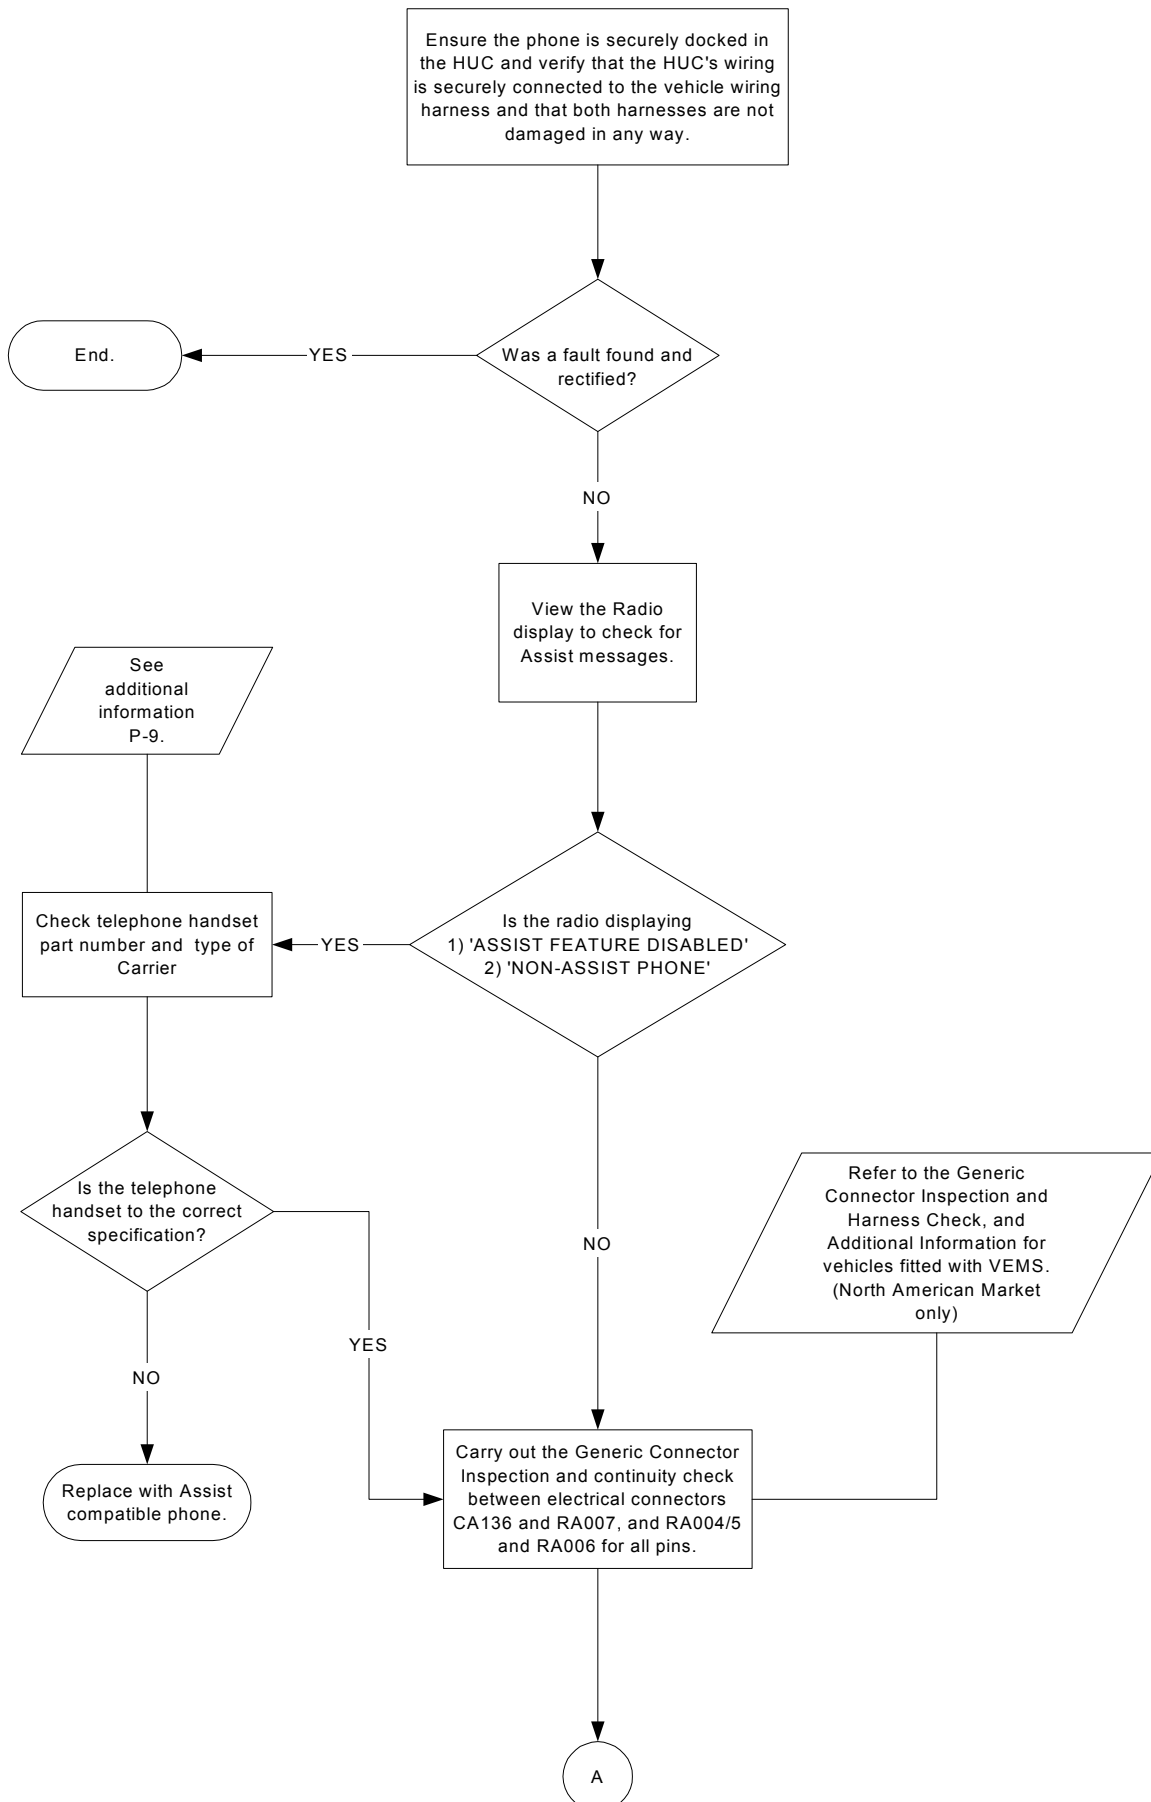 Ensure the phone is securely docked in
the HUC and verify that the HUC's wiring
is securely connected to the vehicle wiring
harness and that both harnesses are not
damaged in any way.
Was a fault found and
rectified?
YES
End.
NO
View the Radio
display to check for
Assist messages.
See
additional
information
P-9.
Is the radio displaying
1) 'ASSIST FEATURE DISABLED'
2) 'NON-ASSIST PHONE'
YES
Check telephone handset
part number and type of
Carrier
Is the telephone
handset to the correct
specification?
NO
Replace with Assist
compatible phone.
YES
NO
Refer to the Generic
Connector Inspection and
Harness Check, and
Additional Information for
vehicles fitted with VEMS.
(North American Market
only)
Carry out the Generic Connector
Inspection and continuity check
between electrical connectors
CA136 and RA007, and RA004/5
and RA006 for all pins.
A